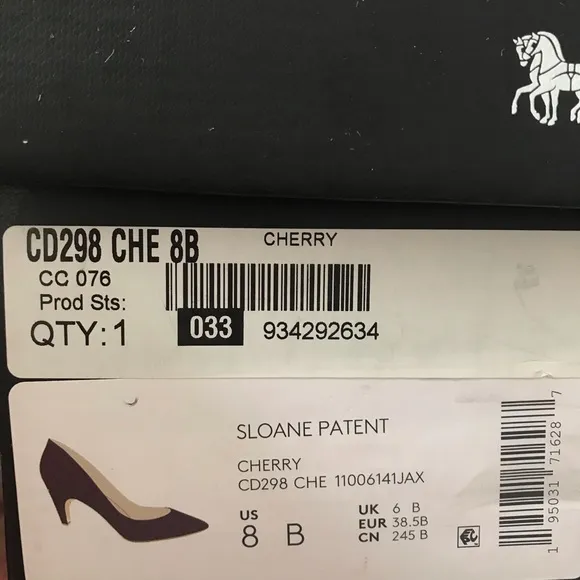 CD298 CHE 8B CHERRY
CC 076
Prod Sts:
QTY: 1 033 934292634
SLOANE PATENT
CHERRY
CD298 CHE 11006141JAX
US UK 6 B
8 B EUR 38.5B
CN 245 B
1 95031 71628 7